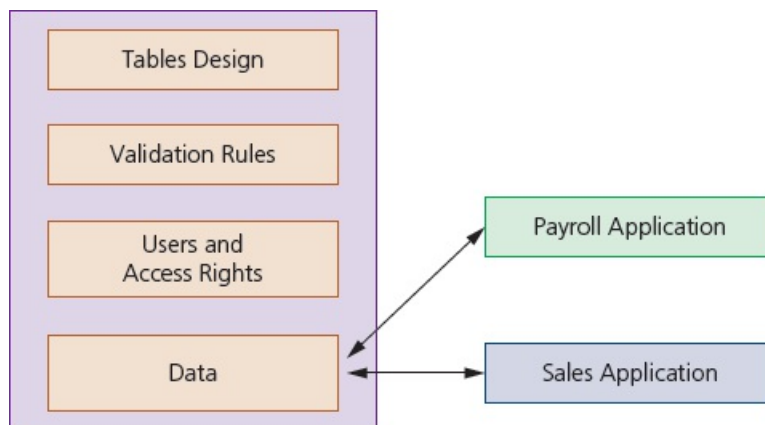 Tables Design
Validation Rules
Users and
Access Rights
Payroll Application
Data
Sales Application